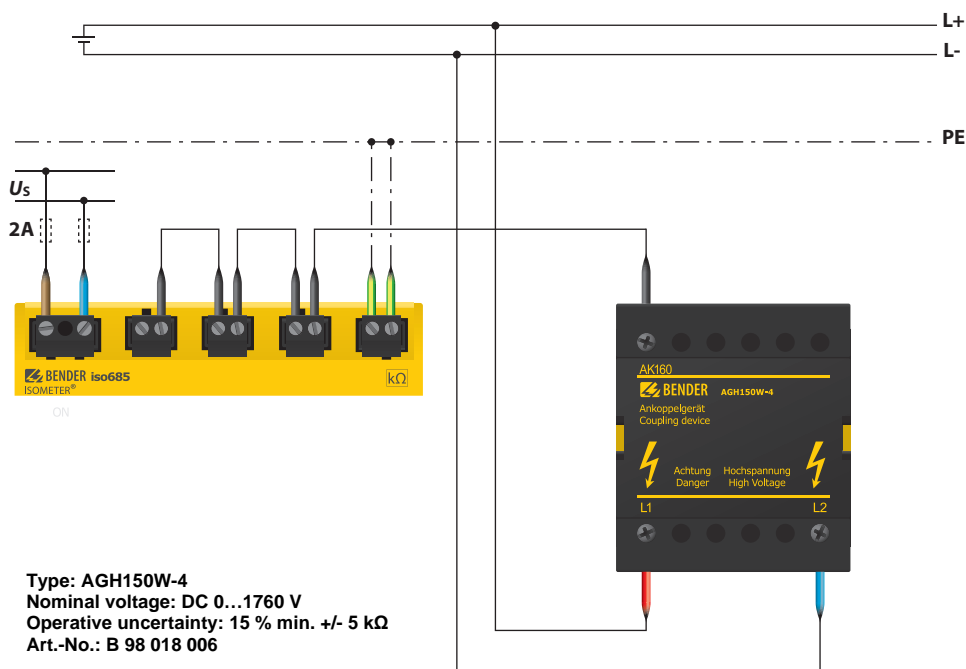 L+
L-
PE
Us
2A
BENDER iso685
ISOMETER®
kΩ
ON
AK160
BENDER AGH150W-4
Ankoppelgerät
Coupling device
Achtung Hochspannung
Danger High Voltage
L1 L2
Type: AGH150W-4
Nominal voltage: DC 0…1760 V
Operative uncertainty: 15 % min. +/- 5 kΩ
Art.-No.: B 98 018 006